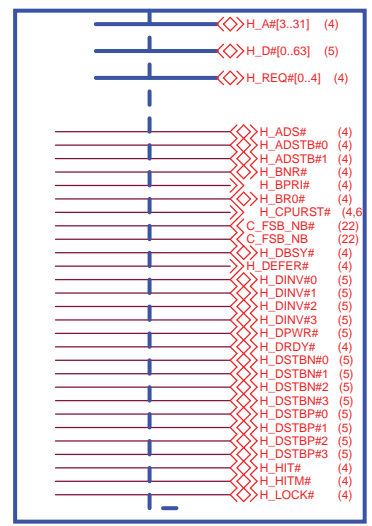 H_A#[3..31] (4)
H_D#[0..63] (5)
H_REQ#[0..4] (4)
H_ADS# (4)
H_ADSTB#0 (4)
H_ADSTB#1 (4)
H_BNR# (4)
H_BPRI# (4)
H_BR0# (4)
H_CPURST# (4,6
C_FSB_NB# (22)
C_FSB_NB (22)
H_DBSY# (4)
H_DEFER# (4)
H_DINV#0 (5)
H_DINV#1 (5)
H_DINV#2 (5)
H_DINV#3 (5)
H_DPWR# (5)
H_DRDY# (4)
H_DSTBN#0 (5)
H_DSTBN#1 (5)
H_DSTBN#2 (5)
H_DSTBN#3 (5)
H_DSTBP#0 (5)
H_DSTBP#1 (5)
H_DSTBP#2 (5)
H_DSTBP#3 (5)
H_HIT# (4)
H_HITM# (4)
H_LOCK# (4)